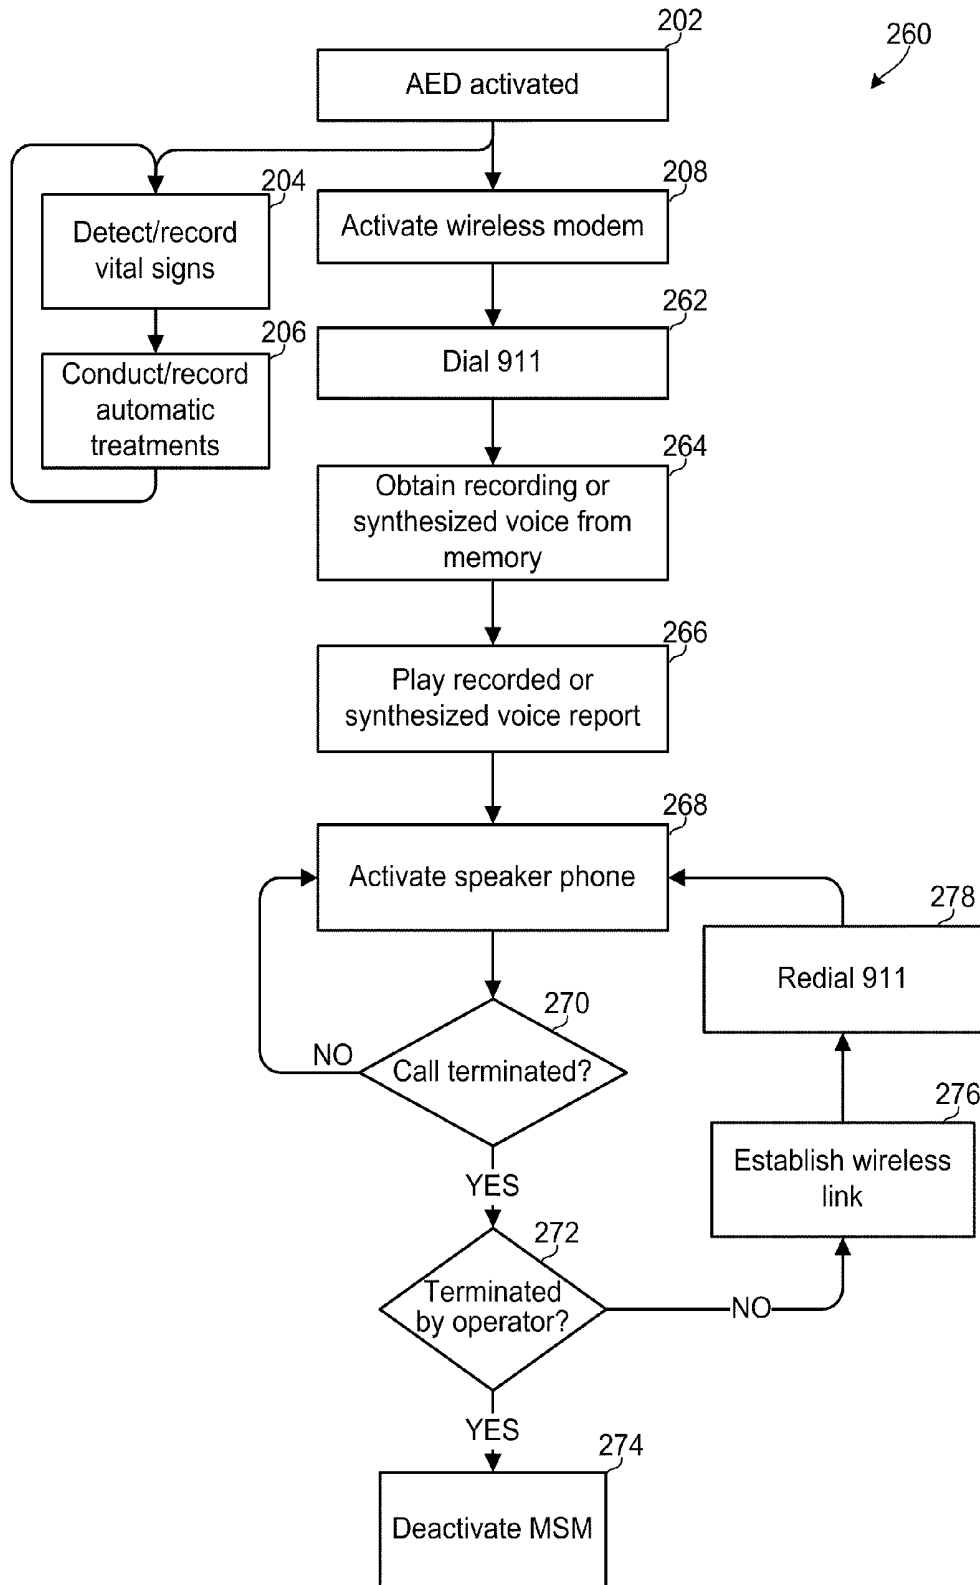 202
260
AED activated
204
208
Detect/record
vital signs
Activate wireless modem
206
262
Conduct/record
automatic
treatments
Dial 911
264
Obtain recording or
synthesized voice from
memory
266
Play recorded or
synthesized voice report
268
Activate speaker phone
278
Redial 911
270
NO
Call terminated?
276
Establish wireless
link
YES
272
Terminated
by operator?
NO
YES
274
Deactivate MSM